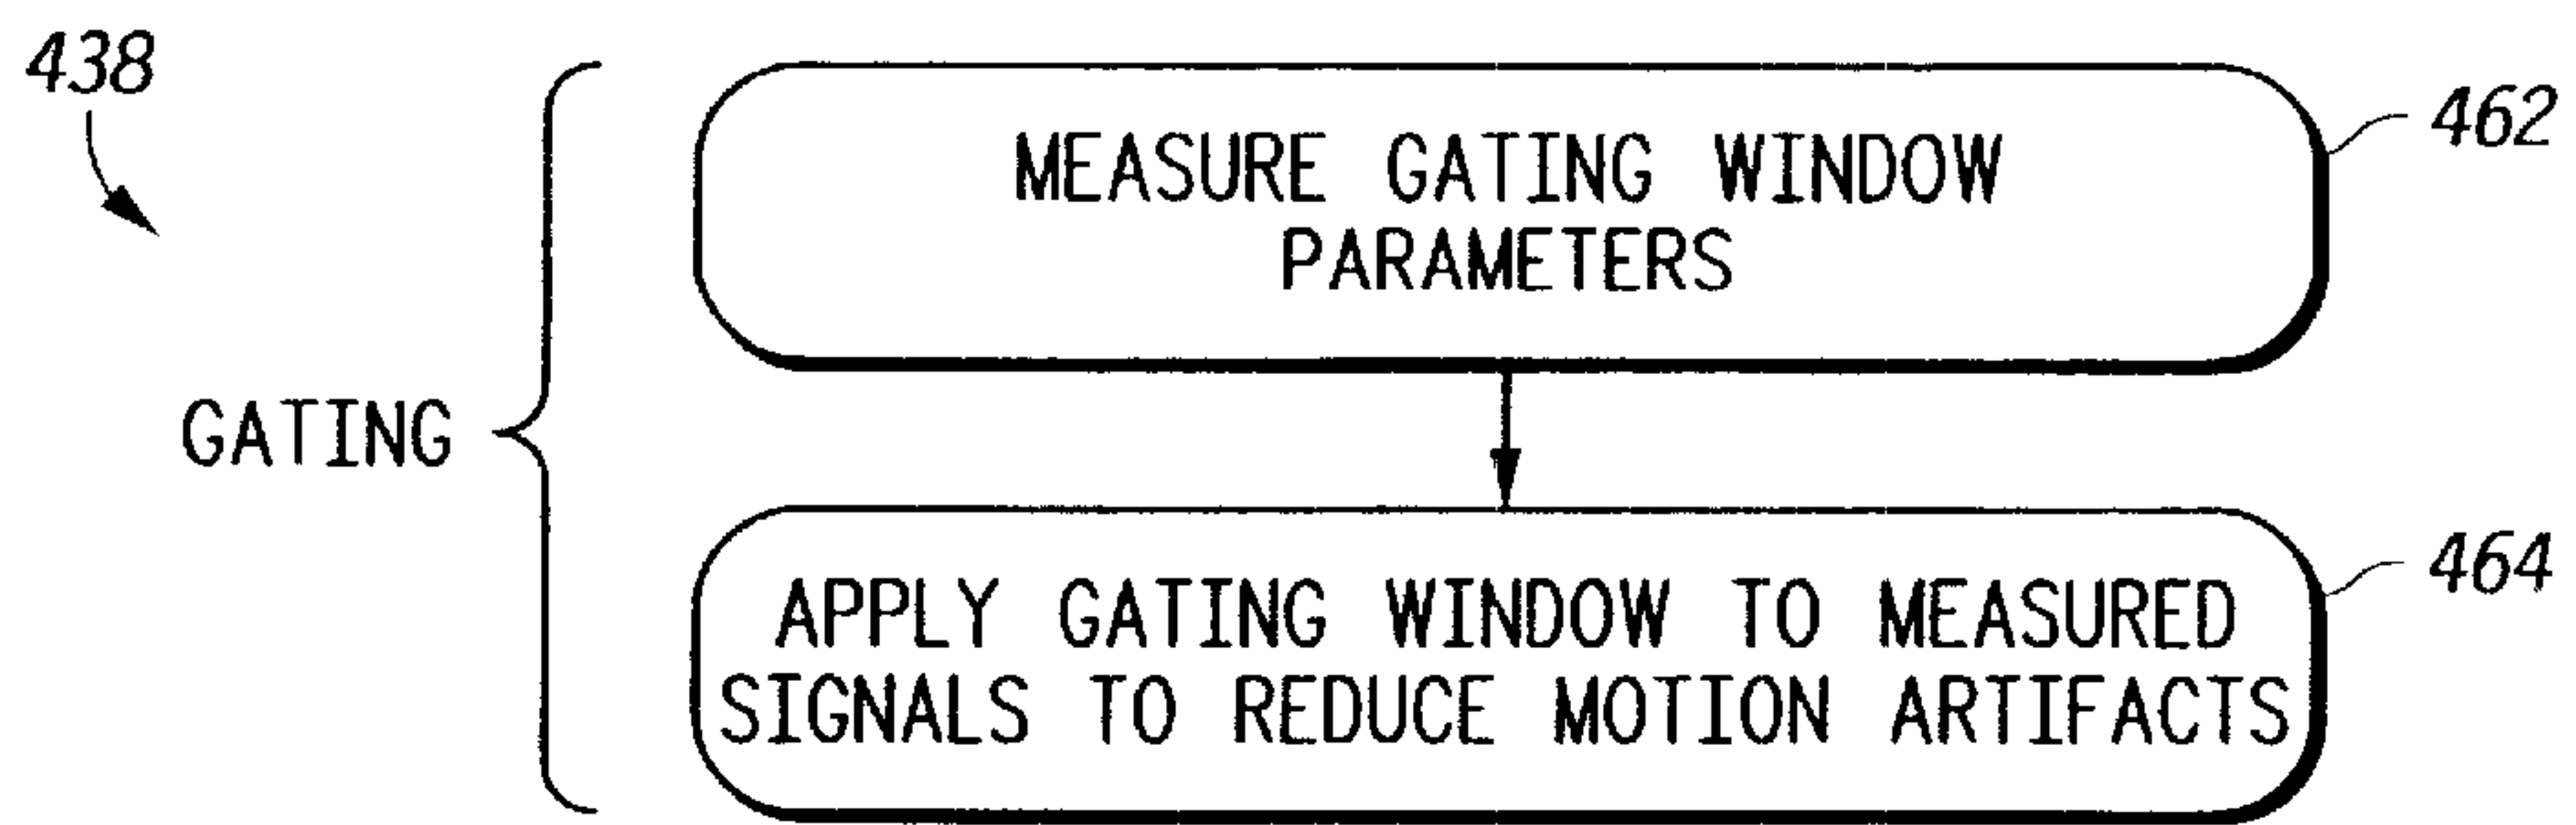 438
MEASURE GATING WINDOW
PARAMETERS
462
GATING
APPLY GATING WINDOW TO MEASURED
SIGNALS TO REDUCE MOTION ARTIFACTS
464